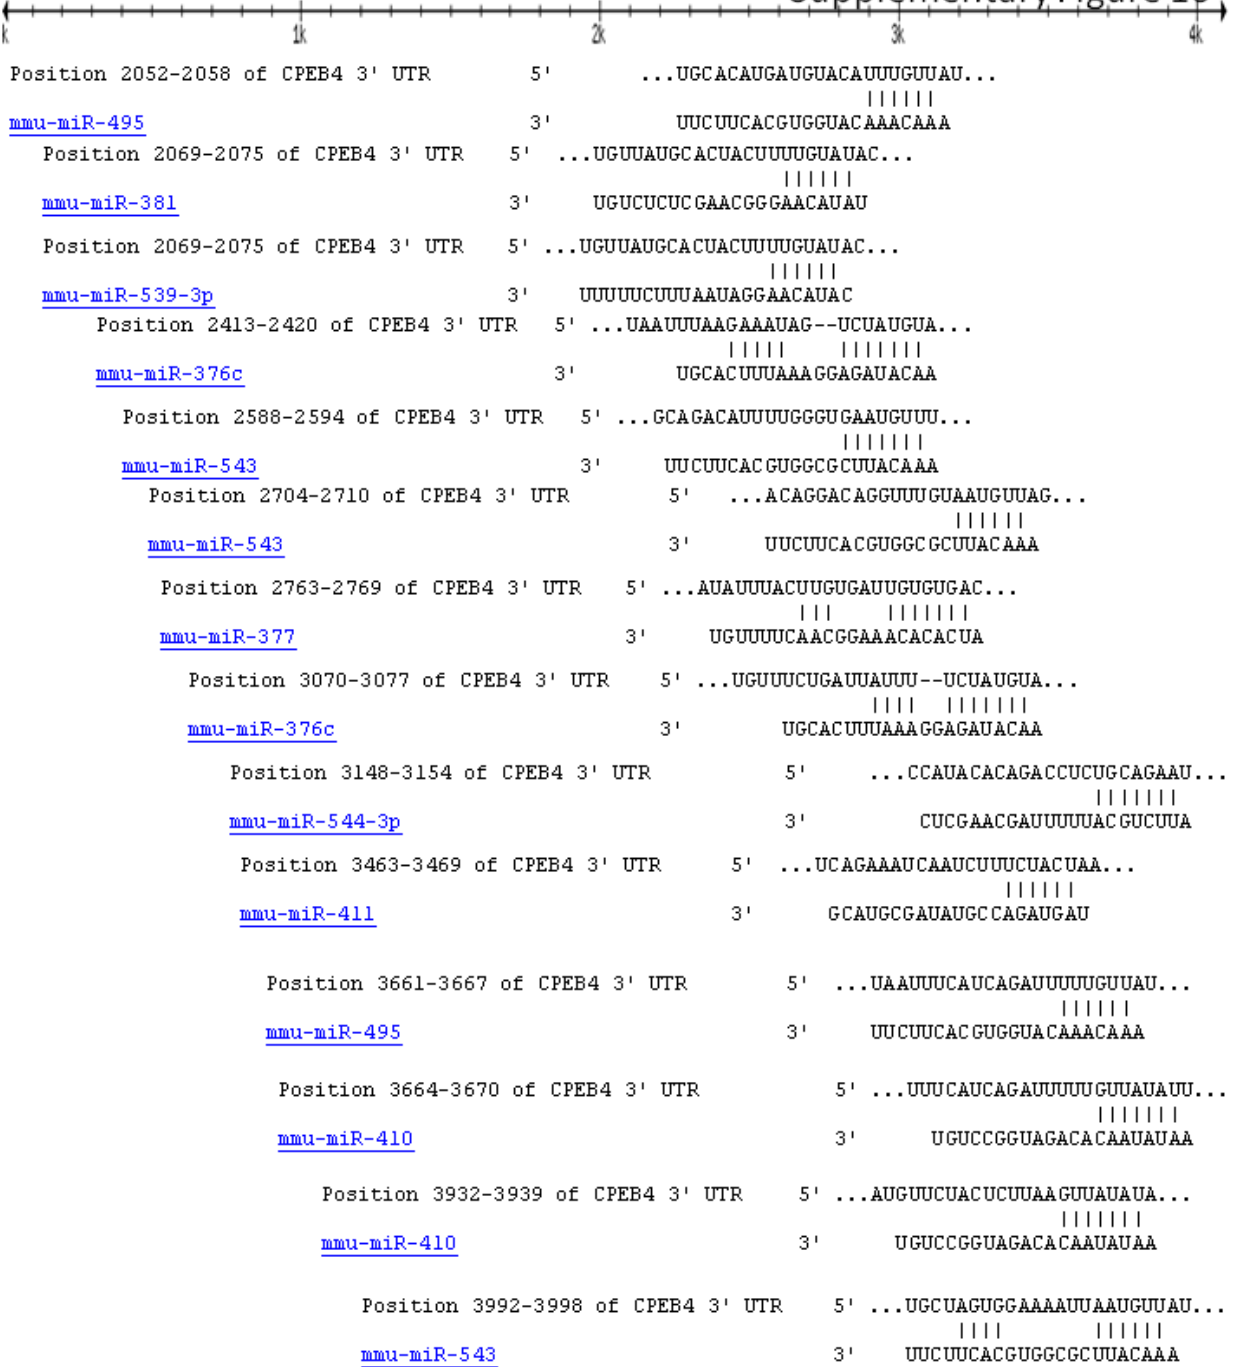 Supplementary Figure 10
k 1k 2k 3k 4k
Position 2052-2058 of CPEB4 3' UTR 5' ...UGCACAUGAUGUACAUUUGUUAU...
mmu-miR-495 3' UUCUUCACGUGGUACAAACAAA
Position 2069-2075 of CPEB4 3' UTR 5' ...UGUUAUGCACUACUUUUGUAUAC...
mmu-miR-381 3' UGUCUCUCGAACGGGAACAUAU
Position 2069-2075 of CPEB4 3' UTR 5' ...UGUUAUGCACUACUUUUGUAUAC...
mmu-miR-539-3p 3' UUUUUCUUUAAUAGGAACAUAC
Position 2413-2420 of CPEB4 3' UTR 5' ...UAAUUUAAGAAAUAG--UCUAUGUA...
mmu-miR-376c 3' UGCACUUUAAAGGAGAUACAA
Position 2588-2594 of CPEB4 3' UTR 5' ...GCAGACAUUUUGGGUGAAUGUUU...
mmu-miR-543 3' UUCUUCACGUGGCGCUUACAAA
Position 2704-2710 of CPEB4 3' UTR 5' ...ACAGGACAGGUUUGUAAUGUUAG...
mmu-miR-543 3' UUCUUCACGUGGCGCUUACAAA
Position 2763-2769 of CPEB4 3' UTR 5' ...AUAUUUACUUGUGAUUGUGUGAC...
mmu-miR-377 3' UGUUUUCAACGGAAACACACUA
Position 3070-3077 of CPEB4 3' UTR 5' ...UGUUUCUGAUUAUUU--UCUAUGUA...
mmu-miR-376c 3' UGCACUUUAAAGGAGAUACAA
Position 3148-3154 of CPEB4 3' UTR 5' ...CCAUACACAGACCUCUGCAGAAU...
mmu-miR-544-3p 3' CUCGAACGAUUUUUACGUCUUA
Position 3463-3469 of CPEB4 3' UTR 5' ...UCAGAAAUCAAUCUUUCUACUAA...
mmu-miR-411 3' GCAUGCGAUAUGCCAGAUGAU
Position 3661-3667 of CPEB4 3' UTR 5' ...UAAUUUCAUCAGAUUUUUGUUAU...
mmu-miR-495 3' UUCUUCACGUGGUACAAACAAA
Position 3664-3670 of CPEB4 3' UTR 5' ...UUUCAUCAGAUUUUUGUUAUAUU...
mmu-miR-410 3' UGUCCGGUAGACACAAUAUAA
Position 3932-3939 of CPEB4 3' UTR 5' ...AUGUUCUACUCUUAAGUUAUAUA...
mmu-miR-410 3' UGUCCGGUAGACACAAUAUAA
Position 3992-3998 of CPEB4 3' UTR 5' ...UGCUAGUGGAAAAUUAAUGUUAU...
mmu-miR-543 3' UUCUUCACGUGGCGCUUACAAA